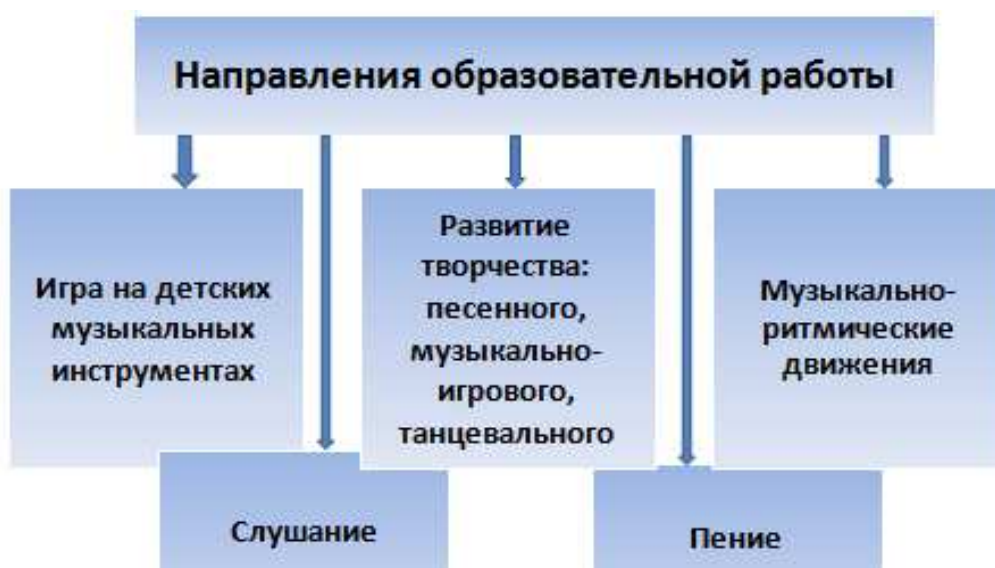 Направления образовательной работы
Игра на детских
музыкальных
инструментах
Развитие
творчества:
песенного,
музыкально-
игрового,
танцевального
Музыкально-
ритмические
движения
Слушание
Пение